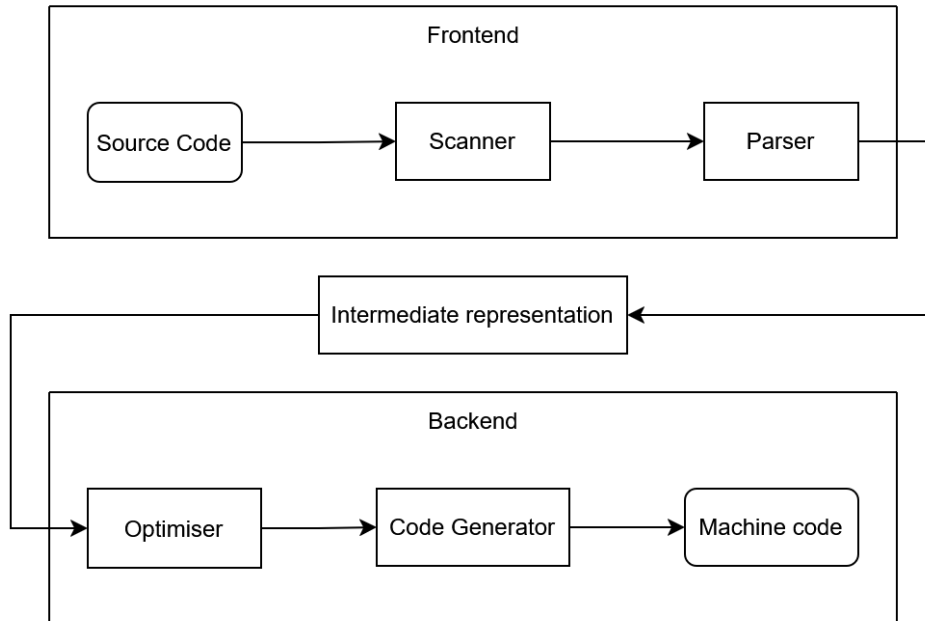 Frontend
Source Code
Scanner
Parser
Intermediate representation
Backend
Optimiser
Code Generator
Machine code